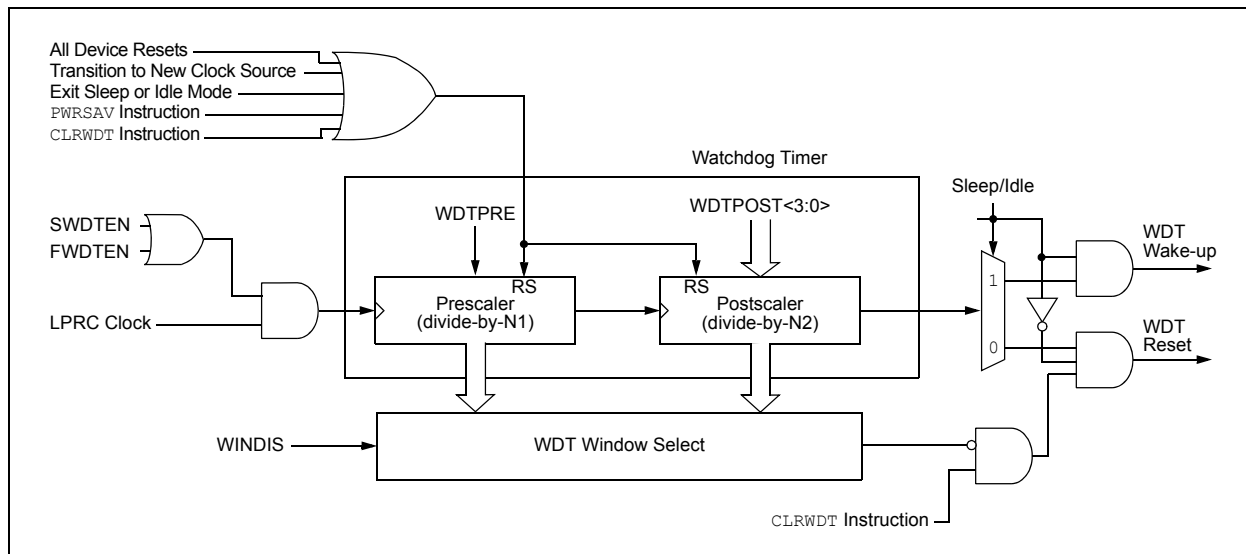 All Device Resets
Transition to New Clock Source
Exit Sleep or Idle Mode
PWRSAV Instruction
CLRWDT Instruction
Watchdog Timer
Sleep/Idle
SWDTEN
FWDTEN
WDTPRE
WDTPOST<3:0>
WDT
Wake-up
RS
RS
1
Prescaler
(divide-by-N1)
Postscaler
(divide-by-N2)
LPRC Clock
0
WDT
Reset
WINDIS
WDT Window Select
CLRWDT Instruction